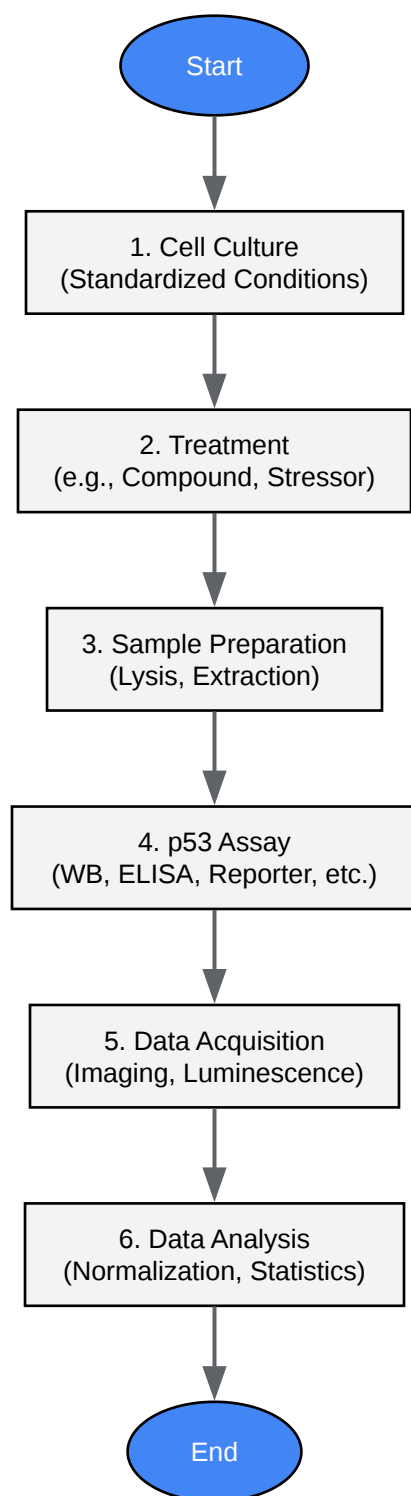 Start
1. Cell Culture
(Standardized Conditions)
2. Treatment
(e.g., Compound, Stressor)
3. Sample Preparation
(Lysis, Extraction)
4. p53 Assay
(WB, ELISA, Reporter, etc.)
5. Data Acquisition
(Imaging, Luminescence)
6. Data Analysis
(Normalization, Statistics)
End